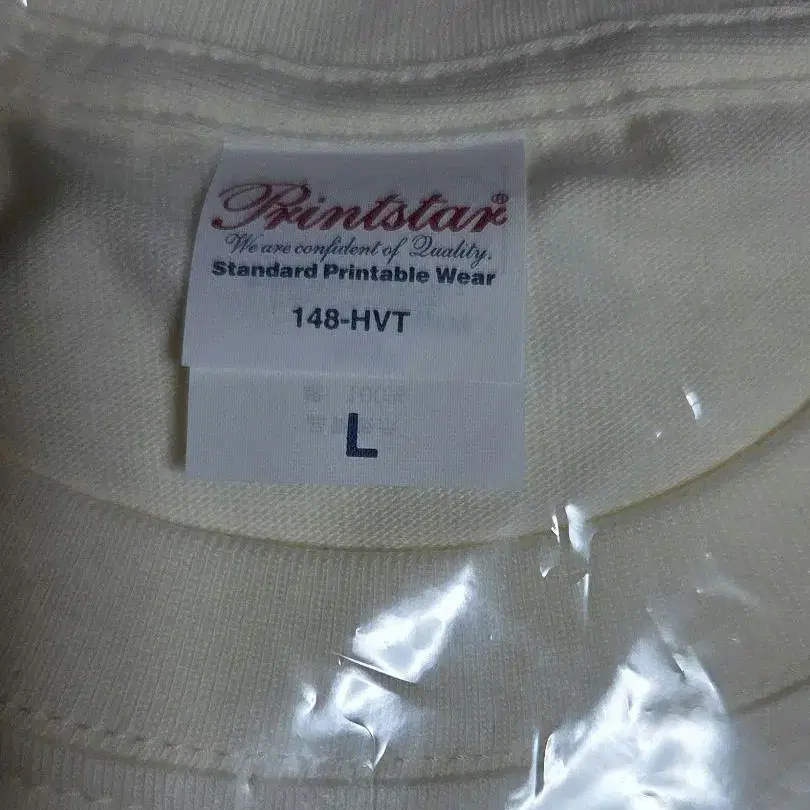 Printstar®
We are confident of Quality.
Standard Printable Wear
148-HVT
L